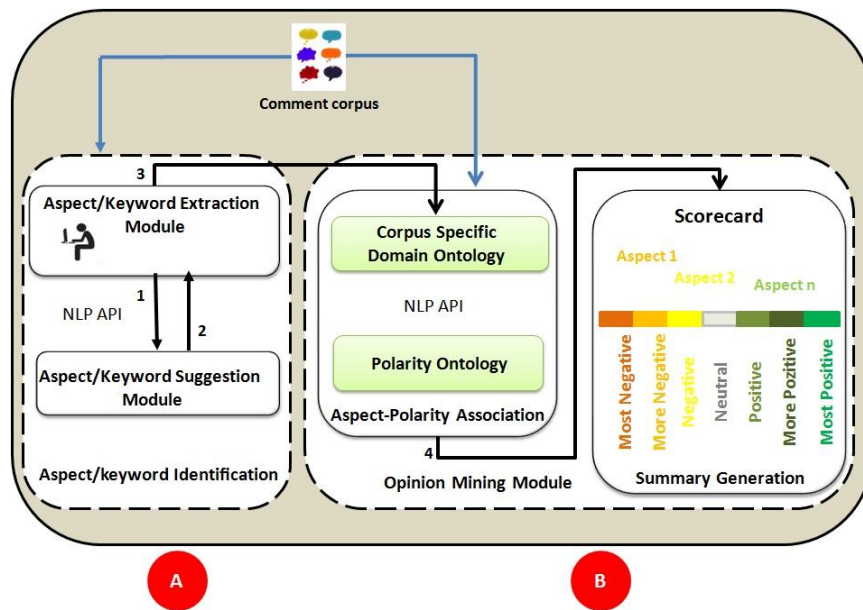 Comment corpus
3
Aspect/Keyword Extraction
Module
1
NLP API
2
Aspect/Keyword Suggestion
Module
Aspect/keyword Identification
Corpus Specific
Domain Ontology
NLP API
Polarity Ontology
Aspect-Polarity Association
4
Opinion Mining Module
Scorecard
Aspect 1
Aspect 2
Aspect n
Most Negative
More Negative
Negative
Neutral
Positive
More Pozitive
Most Positive
Summary Generation
A
B